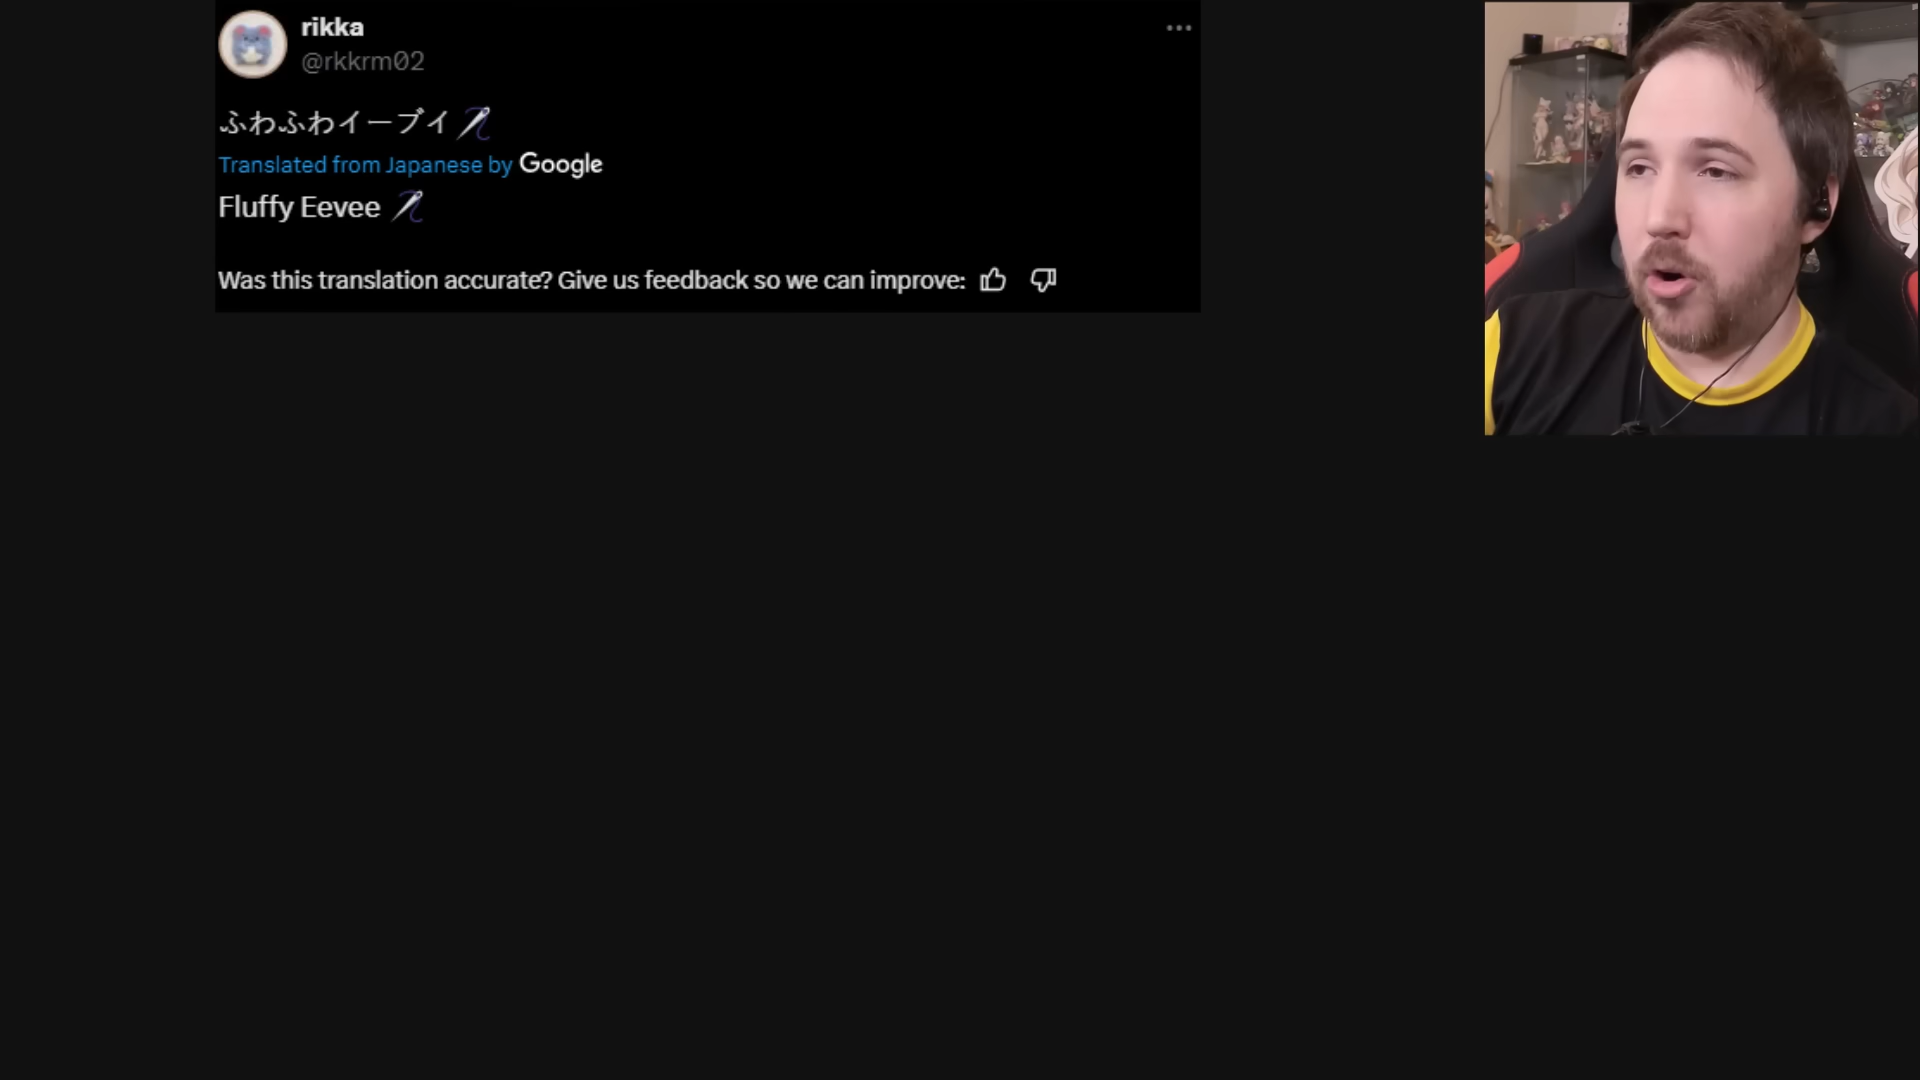 rikka
@rkkrm02
ふわふわイーブイ🪡
Translated from Japanese by Google
Fluffy Eevee 🪡
Was this translation accurate? Give us feedback so we can improve: